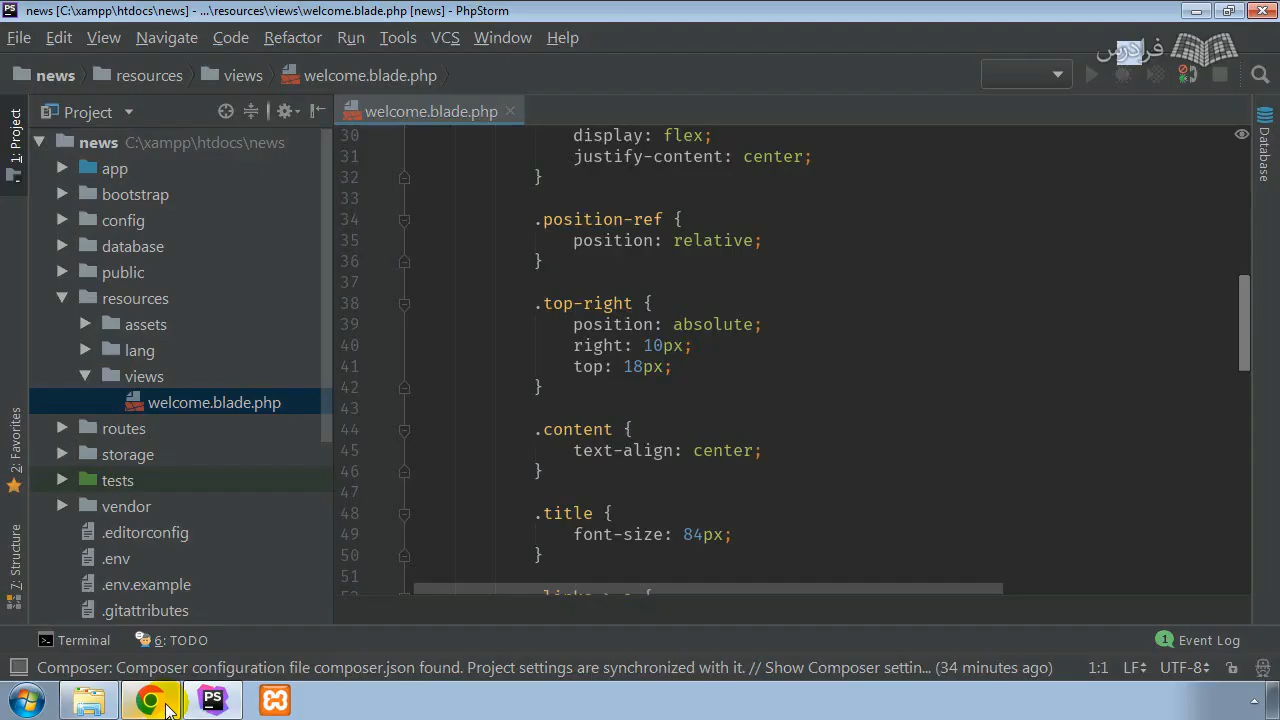 news [C:\xampp\htdocs\news] - ...\resources\views\welcome.blade.php [news] - PhpStorm
File Edit View Navigate Code Refactor Run Tools VCS Window Help
فرادرس
news resources views welcome.blade.php
Project
welcome.blade.php
1: Project
2: Favorites
7: Structure
Database
news C:\xampp\htdocs\news
app
bootstrap
config
database
public
resources
assets
lang
views
welcome.blade.php
routes
storage
tests
vendor
.editorconfig
.env
.env.example
.gitattributes
30 display: flex;
31 justify-content: center;
32 }
33
34 .position-ref {
35 position: relative;
36 }
37
38 .top-right {
39 position: absolute;
40 right: 10px;
41 top: 18px;
42 }
43
44 .content {
45 text-align: center;
46 }
47
48 .title {
49 font-size: 84px;
50 }
51
Terminal 6: TODO 1 Event Log
Composer: Composer configuration file composer.json found. Project settings are synchronized with it. // Show Composer settin... (34 minutes ago) 1:1 LF UTF-8
PS